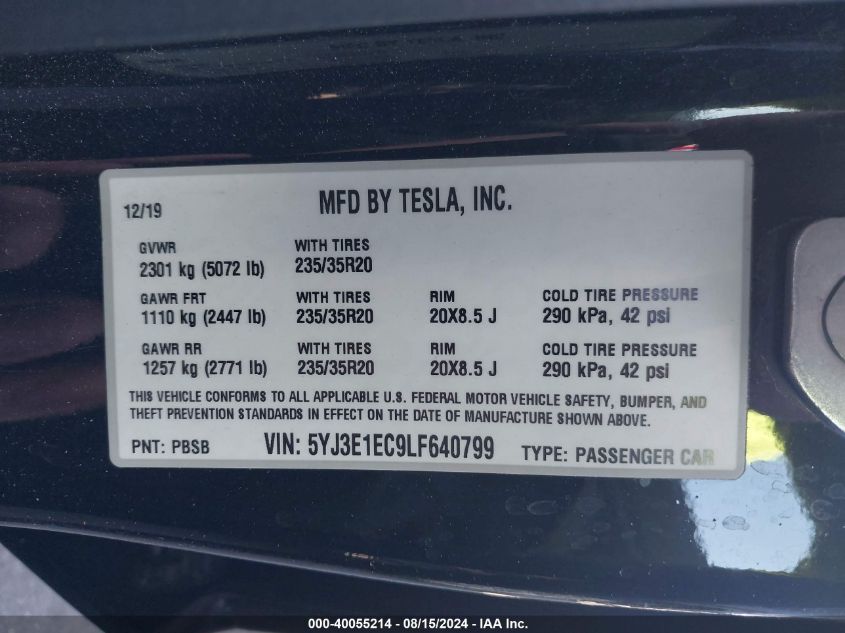 12/19 MFD BY TESLA, INC.
GVWR WITH TIRES
2301 kg (5072 lb) 235/35R20
GAWR FRT WITH TIRES RIM COLD TIRE PRESSURE
1110 kg (2447 lb) 235/35R20 20X8.5 J 290 kPa, 42 psi
GAWR RR WITH TIRES RIM COLD TIRE PRESSURE
1257 kg (2771 lb) 235/35R20 20X8.5 J 290 kPa, 42 psi
THIS VEHICLE CONFORMS TO ALL APPLICABLE U.S. FEDERAL MOTOR VEHICLE SAFETY, BUMPER, AND
THEFT PREVENTION STANDARDS IN EFFECT ON THE DATE OF MANUFACTURE SHOWN ABOVE.
PNT: PBSB VIN: 5YJ3E1EC9LF640799 TYPE: PASSENGER CAR
000-40055214 - 08/15/2024 - IAA Inc.